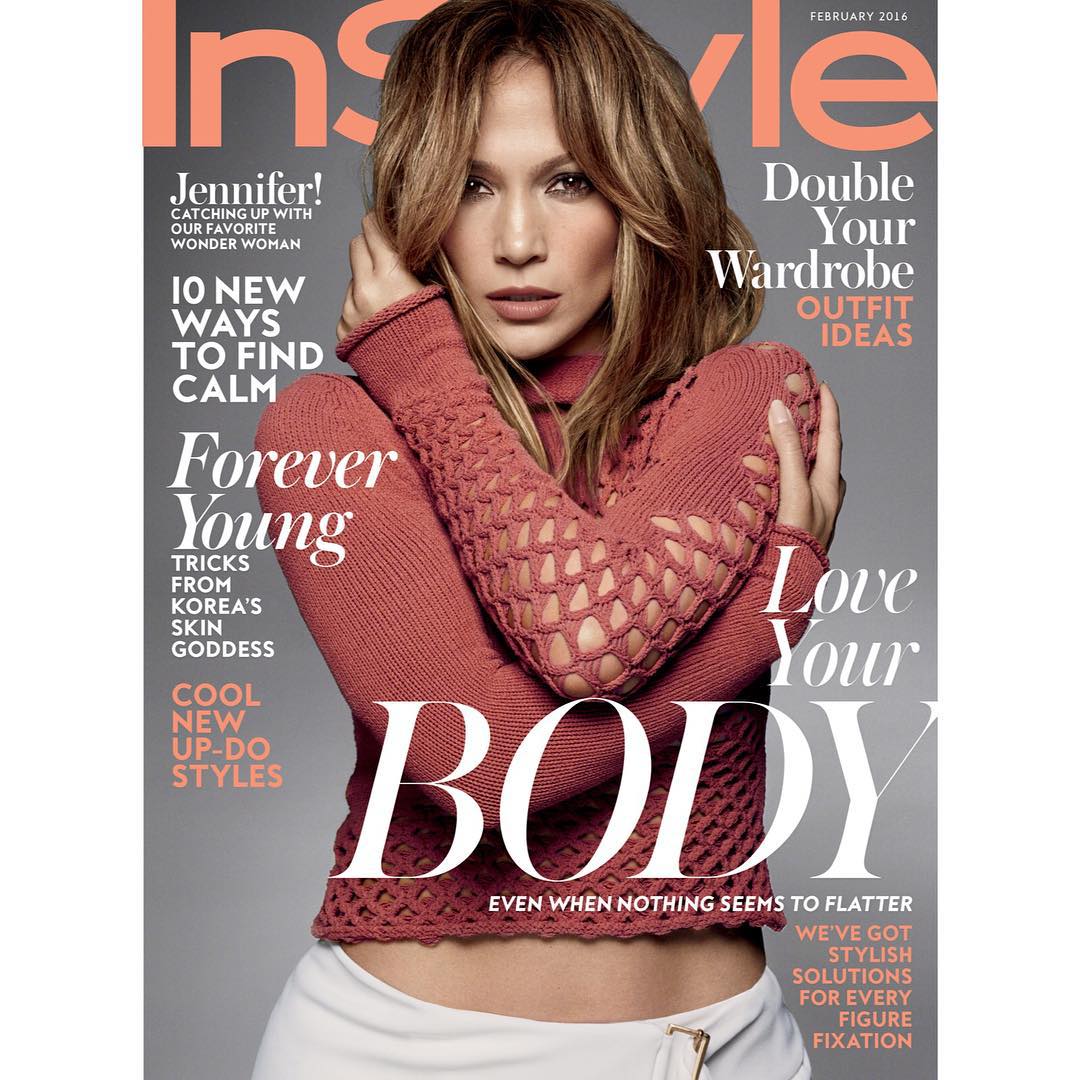 FEBRUARY 2016
InStyle
Jennifer!
CATCHING UP WITH
OUR FAVORITE
WONDER WOMAN
10 NEW
WAYS
TO FIND
CALM
Forever
Young
TRICKS
FROM
KOREA'S
SKIN
GODDESS
COOL
NEW
UP-DO
STYLES
Double
Your
Wardrobe
OUTFIT
IDEAS
Love
Your
BODY
EVEN WHEN NOTHING SEEMS TO FLATTER
WE'VE GOT
STYLISH
SOLUTIONS
FOR EVERY
FIGURE
FIXATION